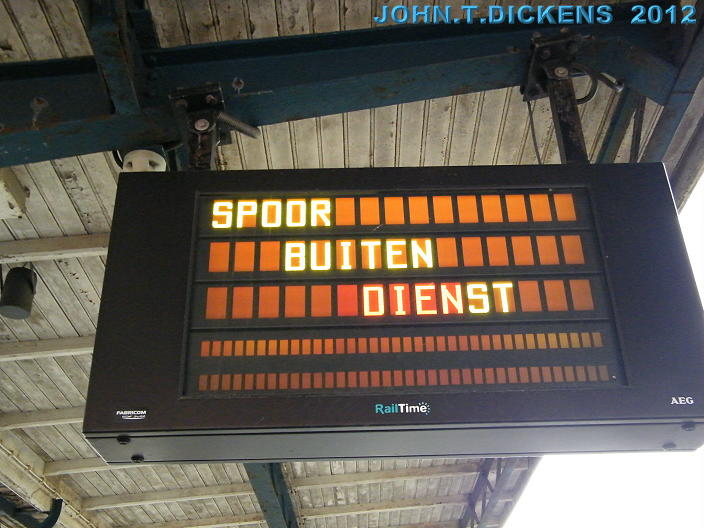 JOHN.T.DICKENS 2012
SPOOR
BUITEN
DIENST
FABRICOM
RailTime
AEG